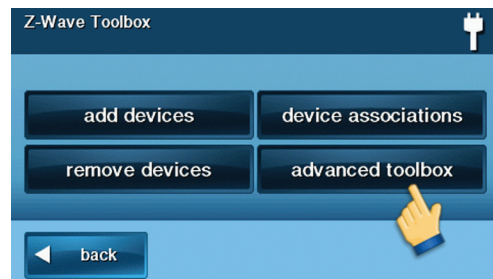 Z-Wave Toolbox
add devices
device associations
remove devices
advanced toolbox
back